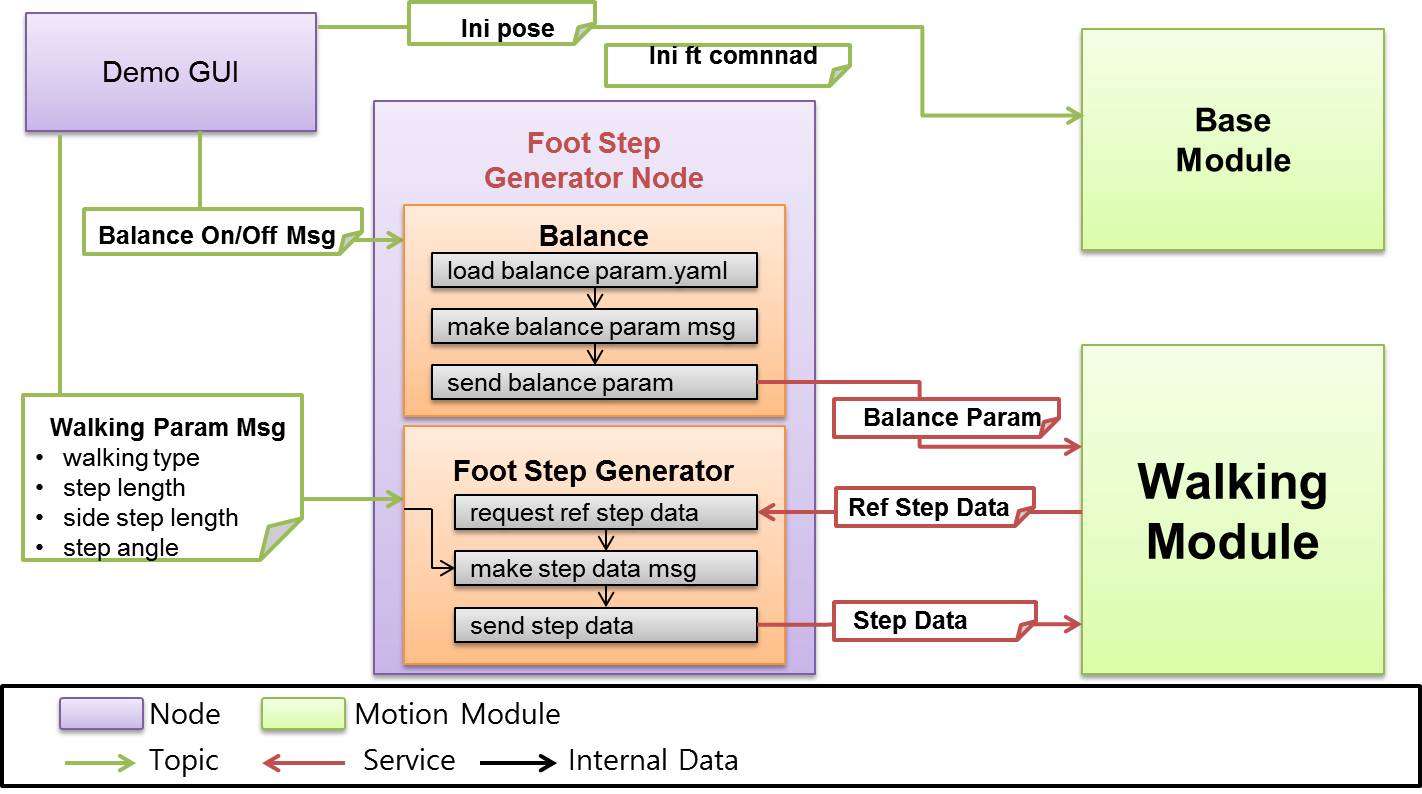 Demo GUI
Ini pose
Ini ft comnnad
Base
Module
Foot Step
Generator Node
Balance On/Off Msg
Balance
load balance param.yaml
make balance param msg
send balance param
Walking Param Msg
• walking type
• step length
• side step length
• step angle
Foot Step Generator
request ref step data
make step data msg
send step data
Balance Param
Ref Step Data
Step Data
Walking
Module
Node
Motion Module
Topic
Service
Internal Data